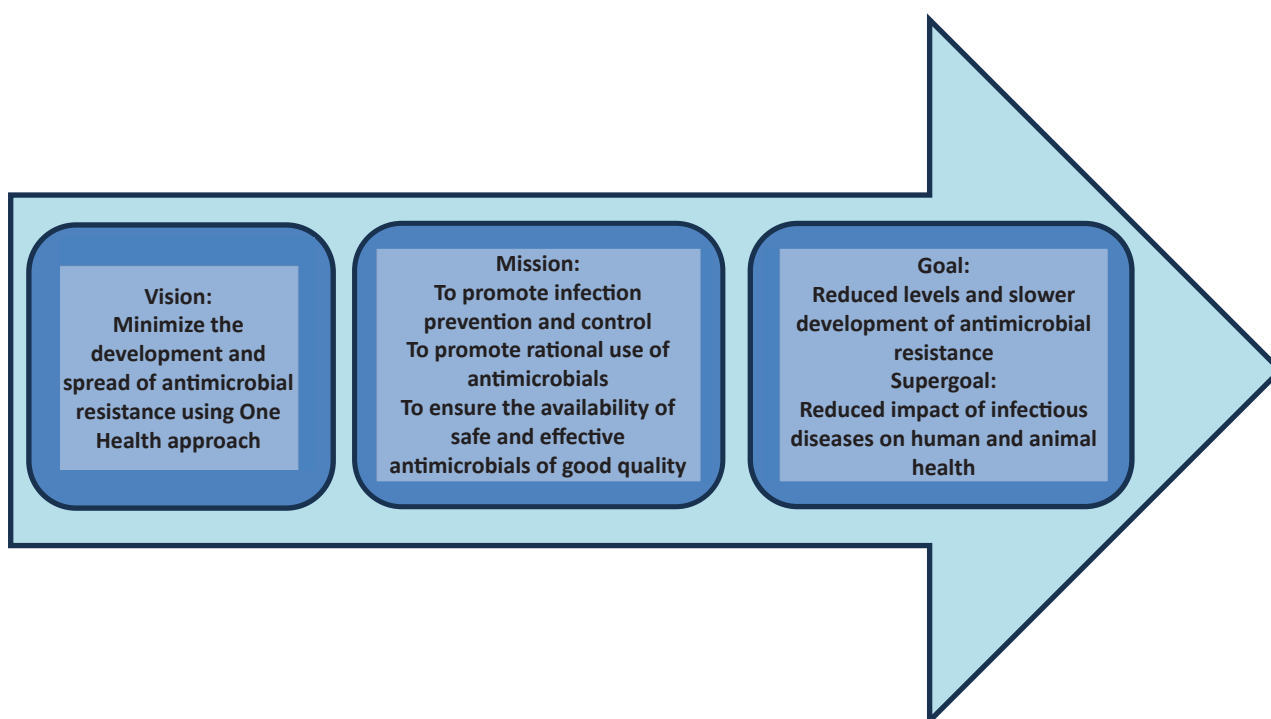 Vision:
Minimize the
development and
spread of antimicrobial
resistance using One
Health approach
Mission:
To promote infection
prevention and control
To promote rational use of
antimicrobials
To ensure the availability of
safe and effective
antimicrobials of good quality
Goal:
Reduced levels and slower
development of antimicrobial
resistance
Supergoal:
Reduced impact of infectious
diseases on human and animal
health